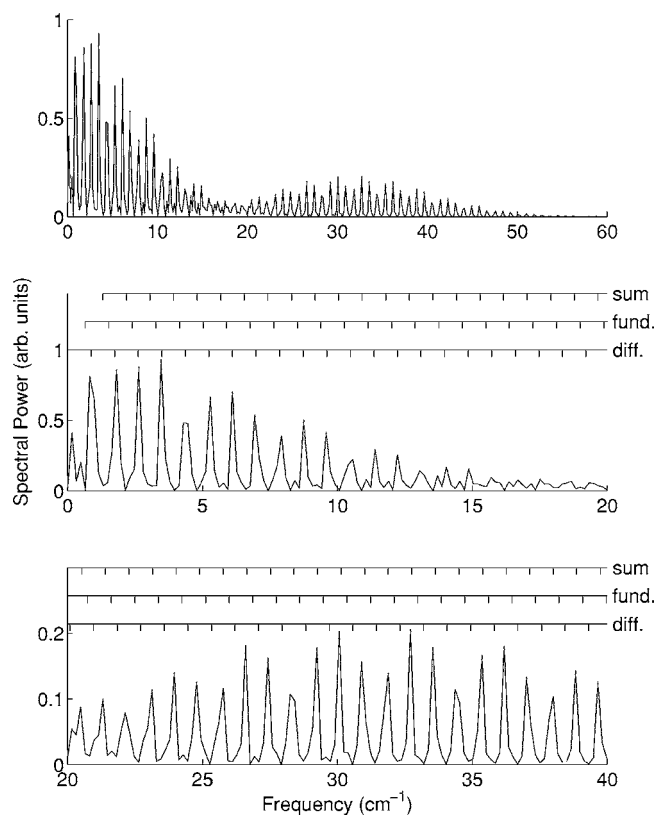 1
0.5
0
0 10 20 30 40 50 60
sum
fund.
diff.
1
0.5
0
0 5 10 15 20
Spectral Power (arb. units)
sum
fund.
diff.
0.2
0.1
0
20 25 30 35 40
Frequency (cm⁻¹)